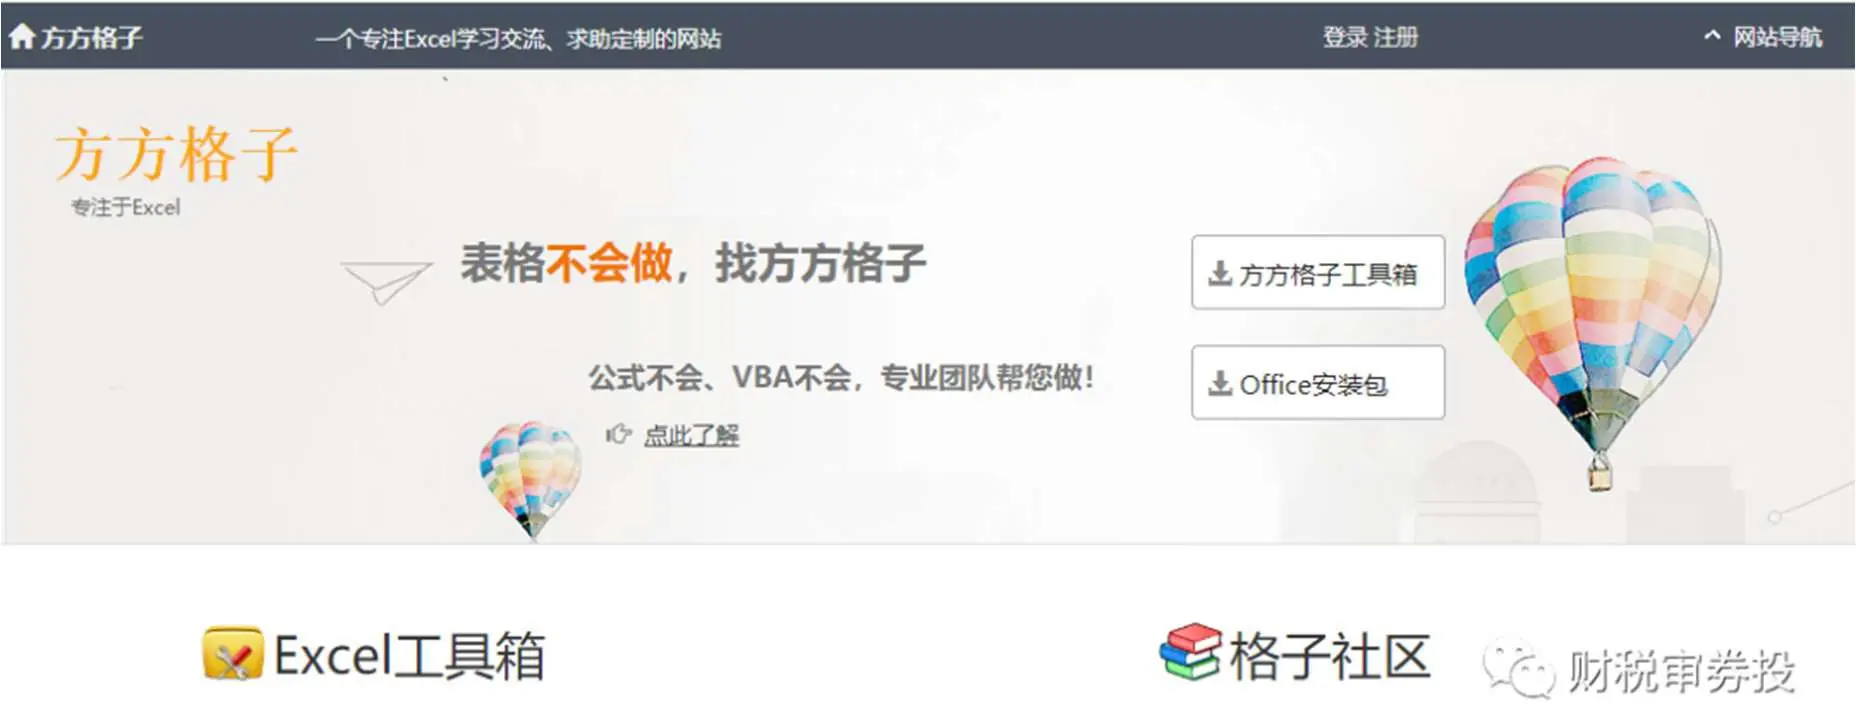 方方格子 一个专注Excel学习交流、求助定制的网站 登录 注册 网站导航
方方格子
专注于Excel
表格不会做，找方方格子
方方格子工具箱
公式不会、VBA不会，专业团队帮您做！
Office安装包
点此了解
Excel工具箱 格子社区
财税审券投